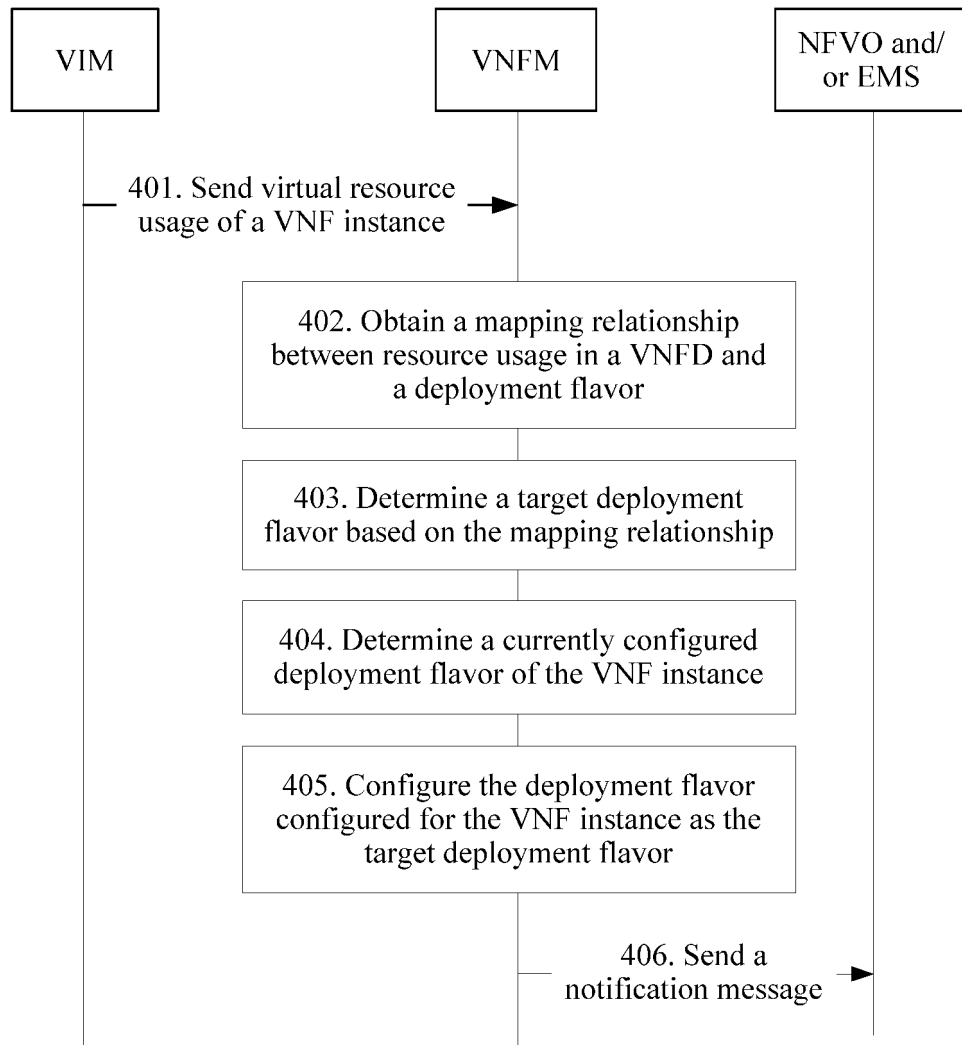 VIM
VNFM
NFVO and/
or EMS
401. Send virtual resource
usage of a VNF instance
402. Obtain a mapping relationship
between resource usage in a VNFD and
a deployment flavor
403. Determine a target deployment
flavor based on the mapping relationship
404. Determine a currently configured
deployment flavor of the VNF instance
405. Configure the deployment flavor
configured for the VNF instance as the
target deployment flavor
406. Send a
notification message